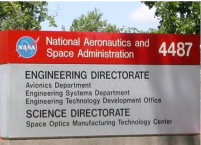 NASA
National Aeronautics and
Space Administration
4487
ENGINEERING DIRECTORATE
Avionics Department
Engineering Systems Department
Engineering Technology Development Office
SCIENCE DIRECTORATE
Space Optics Manufacturing Technology Center